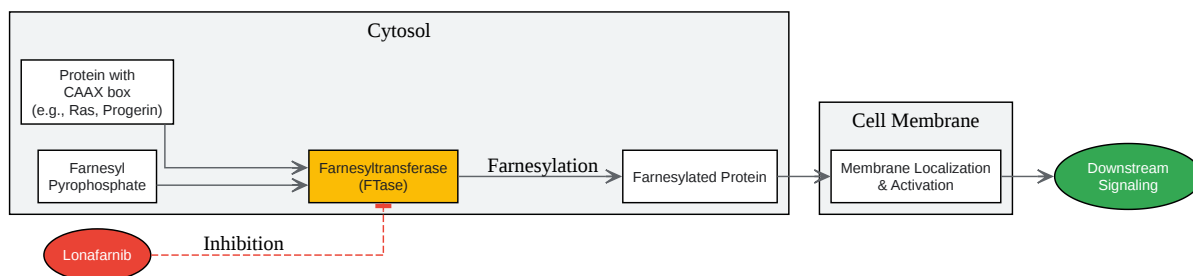 Cytosol
Protein with
CAAX box
(e.g., Ras, Progerin)
Farnesyl
Pyrophosphate
Farnesyltransferase
(FTase)
Farnesylation
Farnesylated Protein
Cell Membrane
Membrane Localization
& Activation
Downstream
Signaling
Lonafarnib
Inhibition